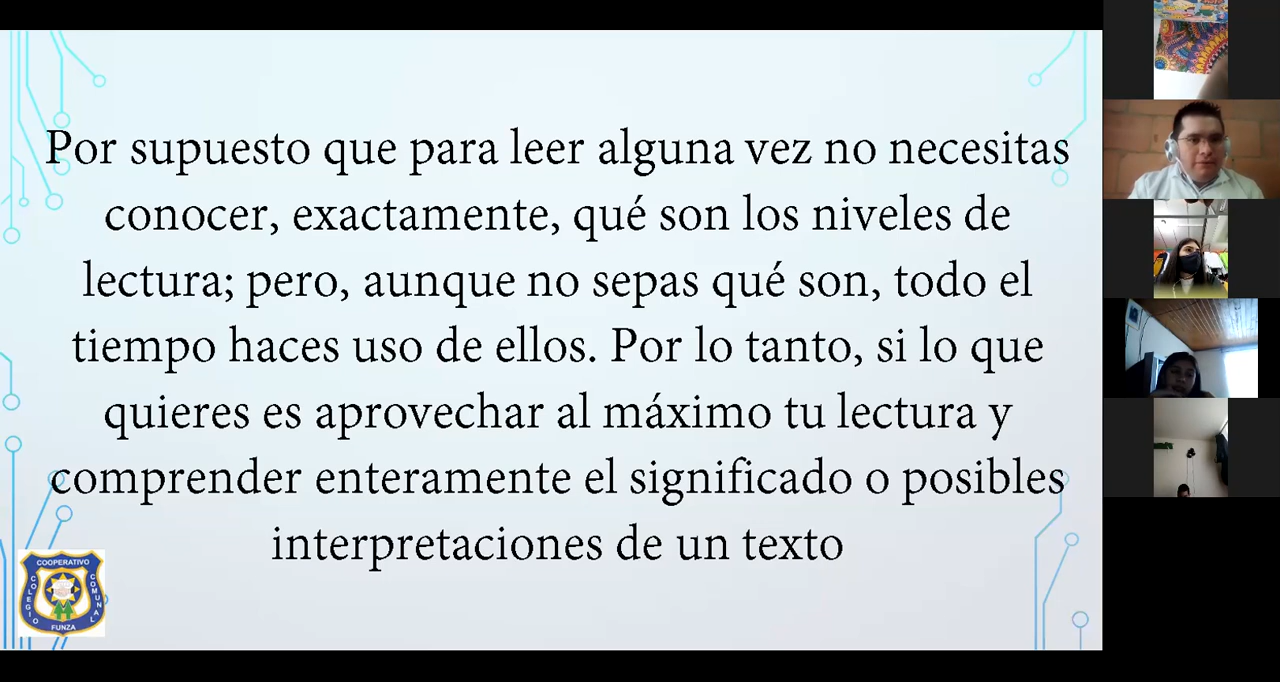 Por supuesto que para leer alguna vez no necesitas
conocer, exactamente, qué son los niveles de
lectura; pero, aunque no sepas qué son, todo el
tiempo haces uso de ellos. Por lo tanto, si lo que
quieres es aprovechar al máximo tu lectura y
comprender enteramente el significado o posibles
interpretaciones de un texto
COOPERATIVO
COLEGIO
COMUNAL
FUNZA